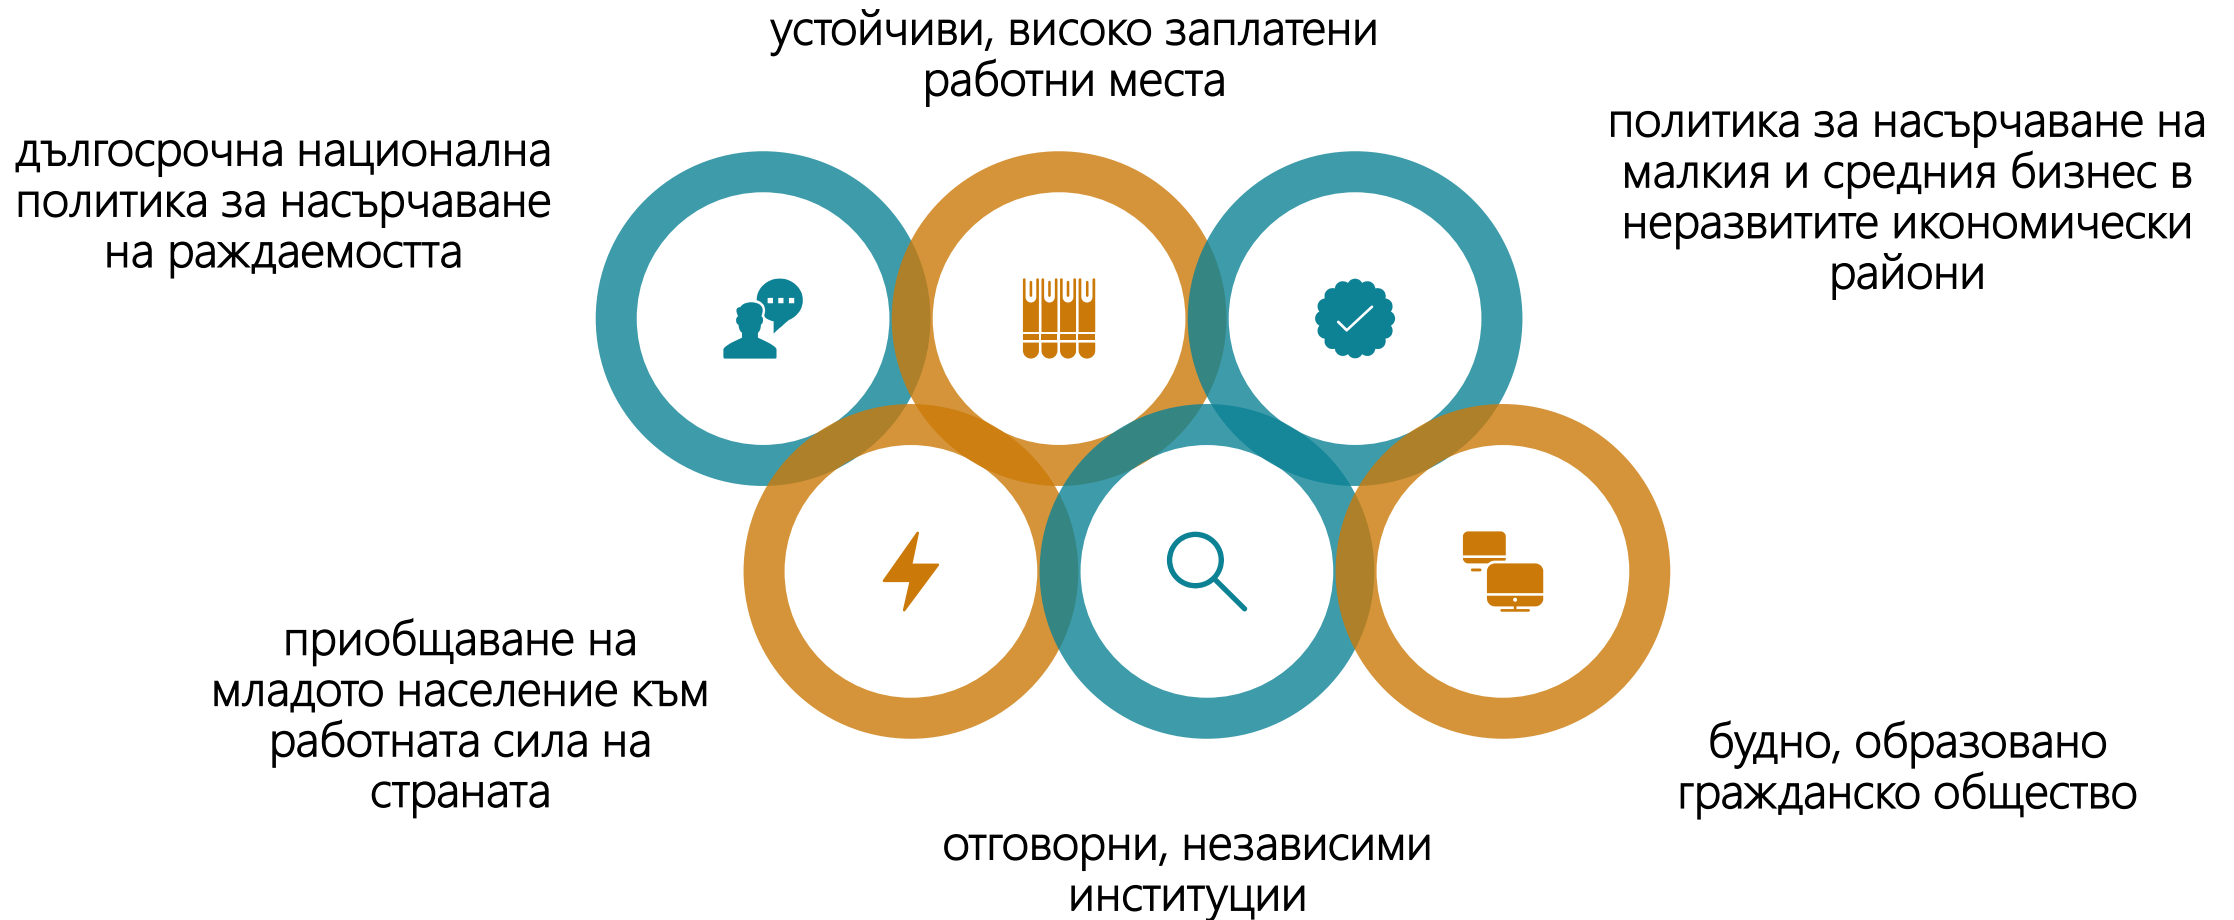 устойчиви, високо заплатени
работни места
дългосрочна национална
политика за насърчаване
на раждаемостта
политика за насърчаване на
малкия и средния бизнес в
неразвитите икономически
райони
приобщаване на
младото население към
работната сила на
страната
отговорни, независими
институции
будно, образовано
гражданско общество